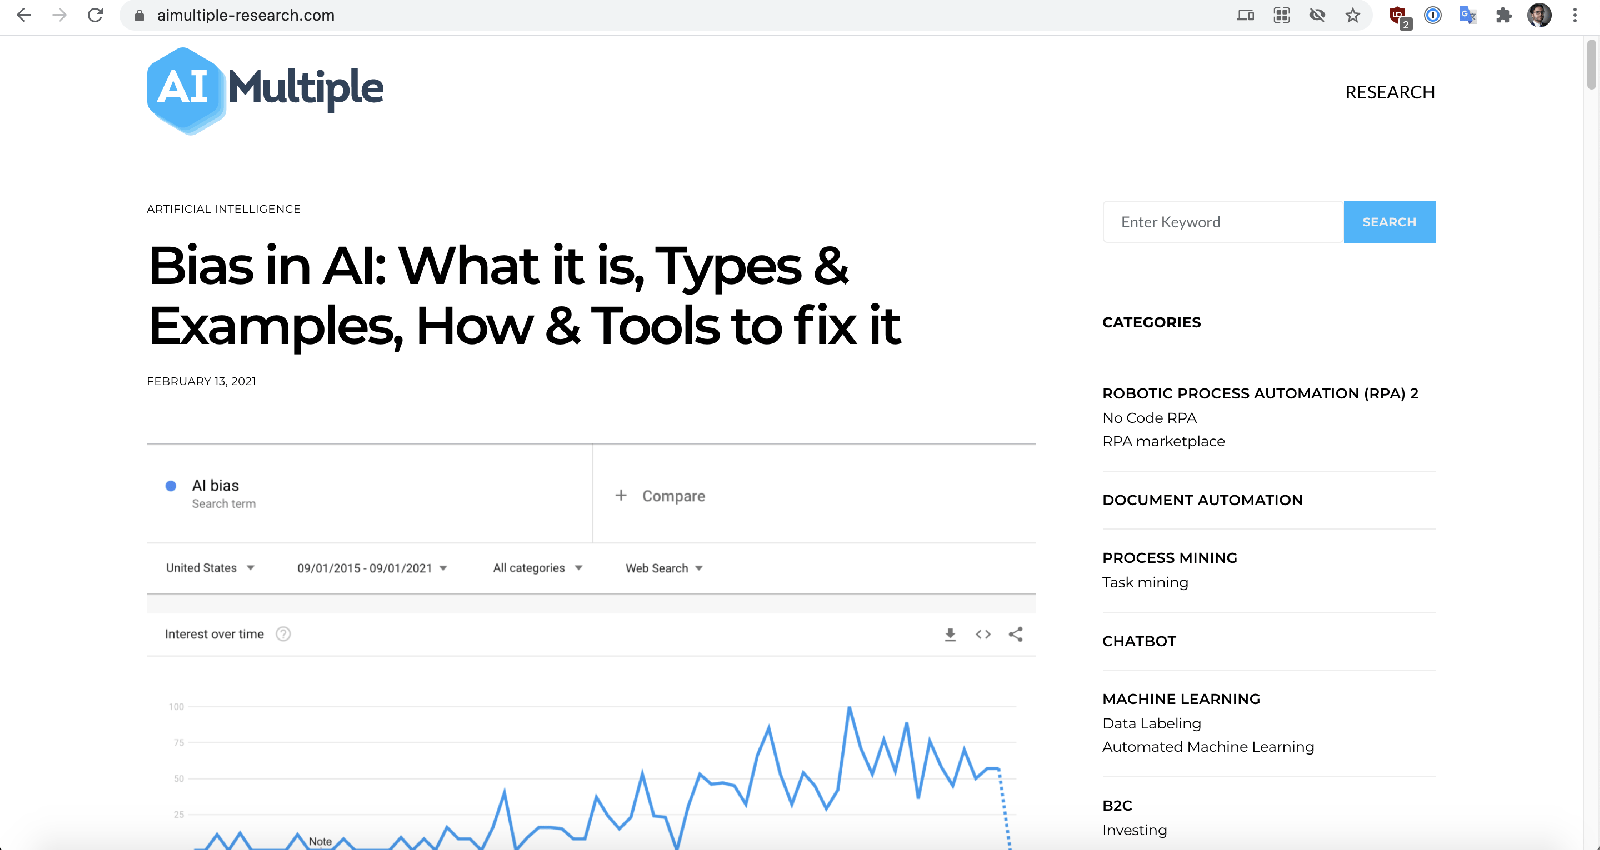 aimultiple-research.com
2
AI Multiple
RESEARCH
ARTIFICIAL INTELLIGENCE
Bias in AI: What it is, Types &
Examples, How & Tools to fix it
FEBRUARY 13, 2021
AI bias
Search term
+ Compare
United States
09/01/2015 - 09/01/2021
All categories
Web Search
Interest over time ?
<>
100
75
50
25
Note
Enter Keyword
SEARCH
CATEGORIES
ROBOTIC PROCESS AUTOMATION (RPA) 2
No Code RPA
RPA marketplace
DOCUMENT AUTOMATION
PROCESS MINING
Task mining
CHATBOT
MACHINE LEARNING
Data Labeling
Automated Machine Learning
B2C
Investing